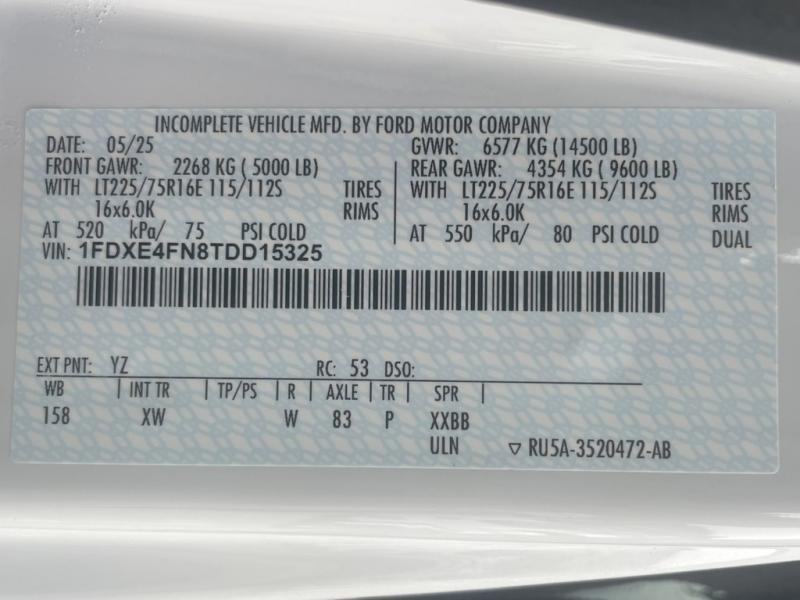 INCOMPLETE VEHICLE MFD. BY FORD MOTOR COMPANY
DATE: 05/25 GVWR: 6577 KG (14500 LB)
FRONT GAWR: 2268 KG ( 5000 LB) REAR GAWR: 4354 KG ( 9600 LB)
WITH LT225/75R16E 115/112S TIRES WITH LT225/75R16E 115/112S TIRES
16x6.0K RIMS 16x6.0K RIMS
AT 520 kPa/ 75 PSI COLD AT 550 kPa/ 80 PSI COLD DUAL
VIN: 1FDXE4FN8TDD15325
EXT PNT: YZ RC: 53 DSO:
WB | INT TR | TP/PS | R | AXLE | TR | SPR |
158 XW W 83 P XXBB
ULN ▽ RU5A-3520472-AB